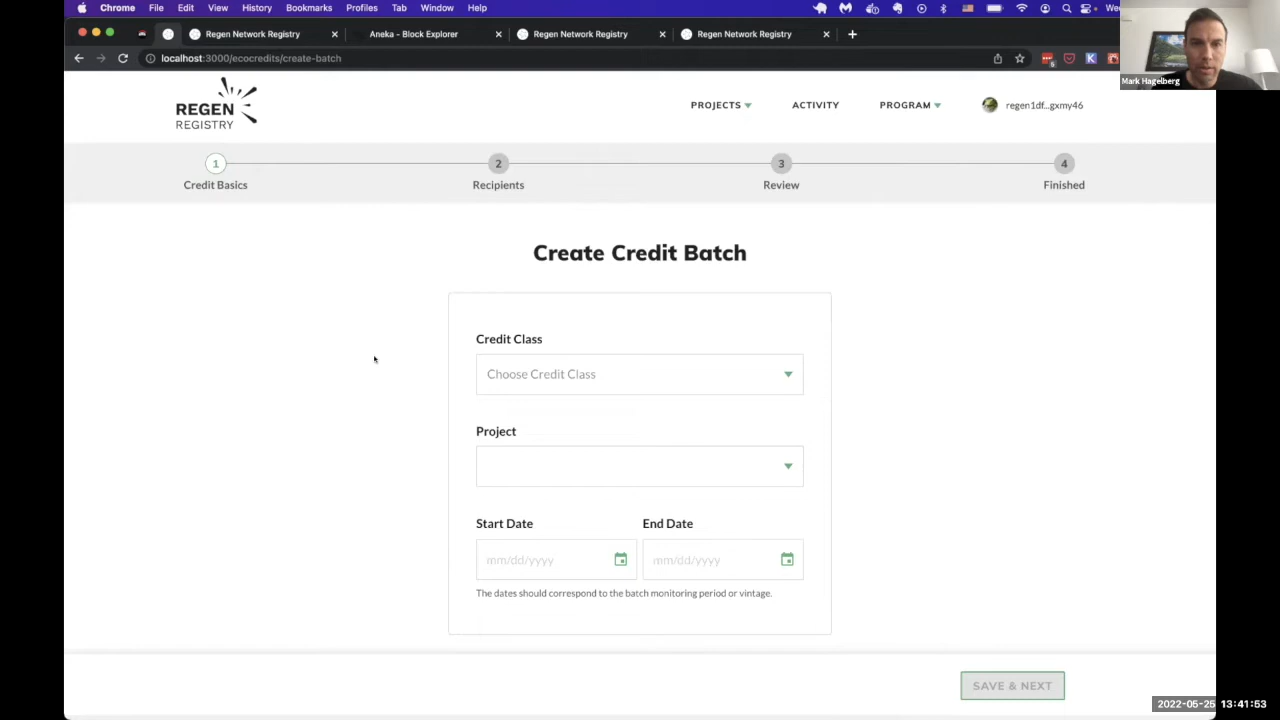 Chrome File Edit View History Bookmarks Profiles Tab Window Help
Regen Network Registry
Aneka - Block Explorer
Regen Network Registry
Regen Network Registry
localhost:3000/ecocredits/create-batch
Mark Hagelberg
REGEN
REGISTRY
PROJECTS
ACTIVITY
PROGRAM
regen1df...gxmy46
1
2
3
4
Credit Basics
Recipients
Review
Finished
Create Credit Batch
Credit Class
Choose Credit Class
Project
Start Date
End Date
mm/dd/yyyy
mm/dd/yyyy
The dates should correspond to the batch monitoring period or vintage.
SAVE & NEXT
2022-05-25 13:41:53